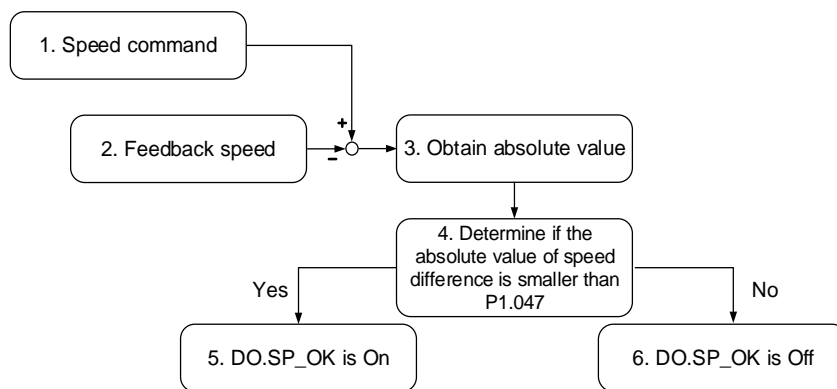 1. Speed command
+
2. Feedback speed
-
3. Obtain absolute value
4. Determine if the
absolute value of speed
difference is smaller than
P1.047
Yes
No
5. DO.SP_OK is On
6. DO.SP_OK is Off